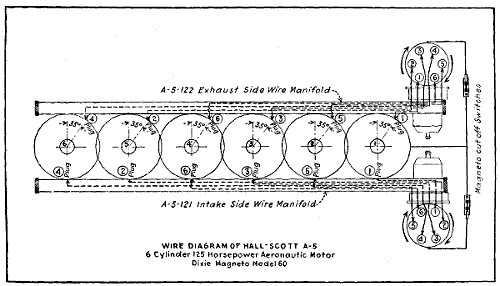 A-5-122 Exhaust Side Wire Manifold
4 2 6 3 5 1
35° 35° 35° 35° 35° 35°
Plug Plug Plug Plug Plug Plug
Plug Plug Plug Plug Plug Plug
4 2 6 3 5 1
A-5-121 Intake Side Wire Manifold
Magneto cut off Switches
WIRE DIAGRAM OF HALL-SCOTT A-5
6 Cylinder 125 Horsepower Aeronautic Motor
Dixie Magneto Model 60